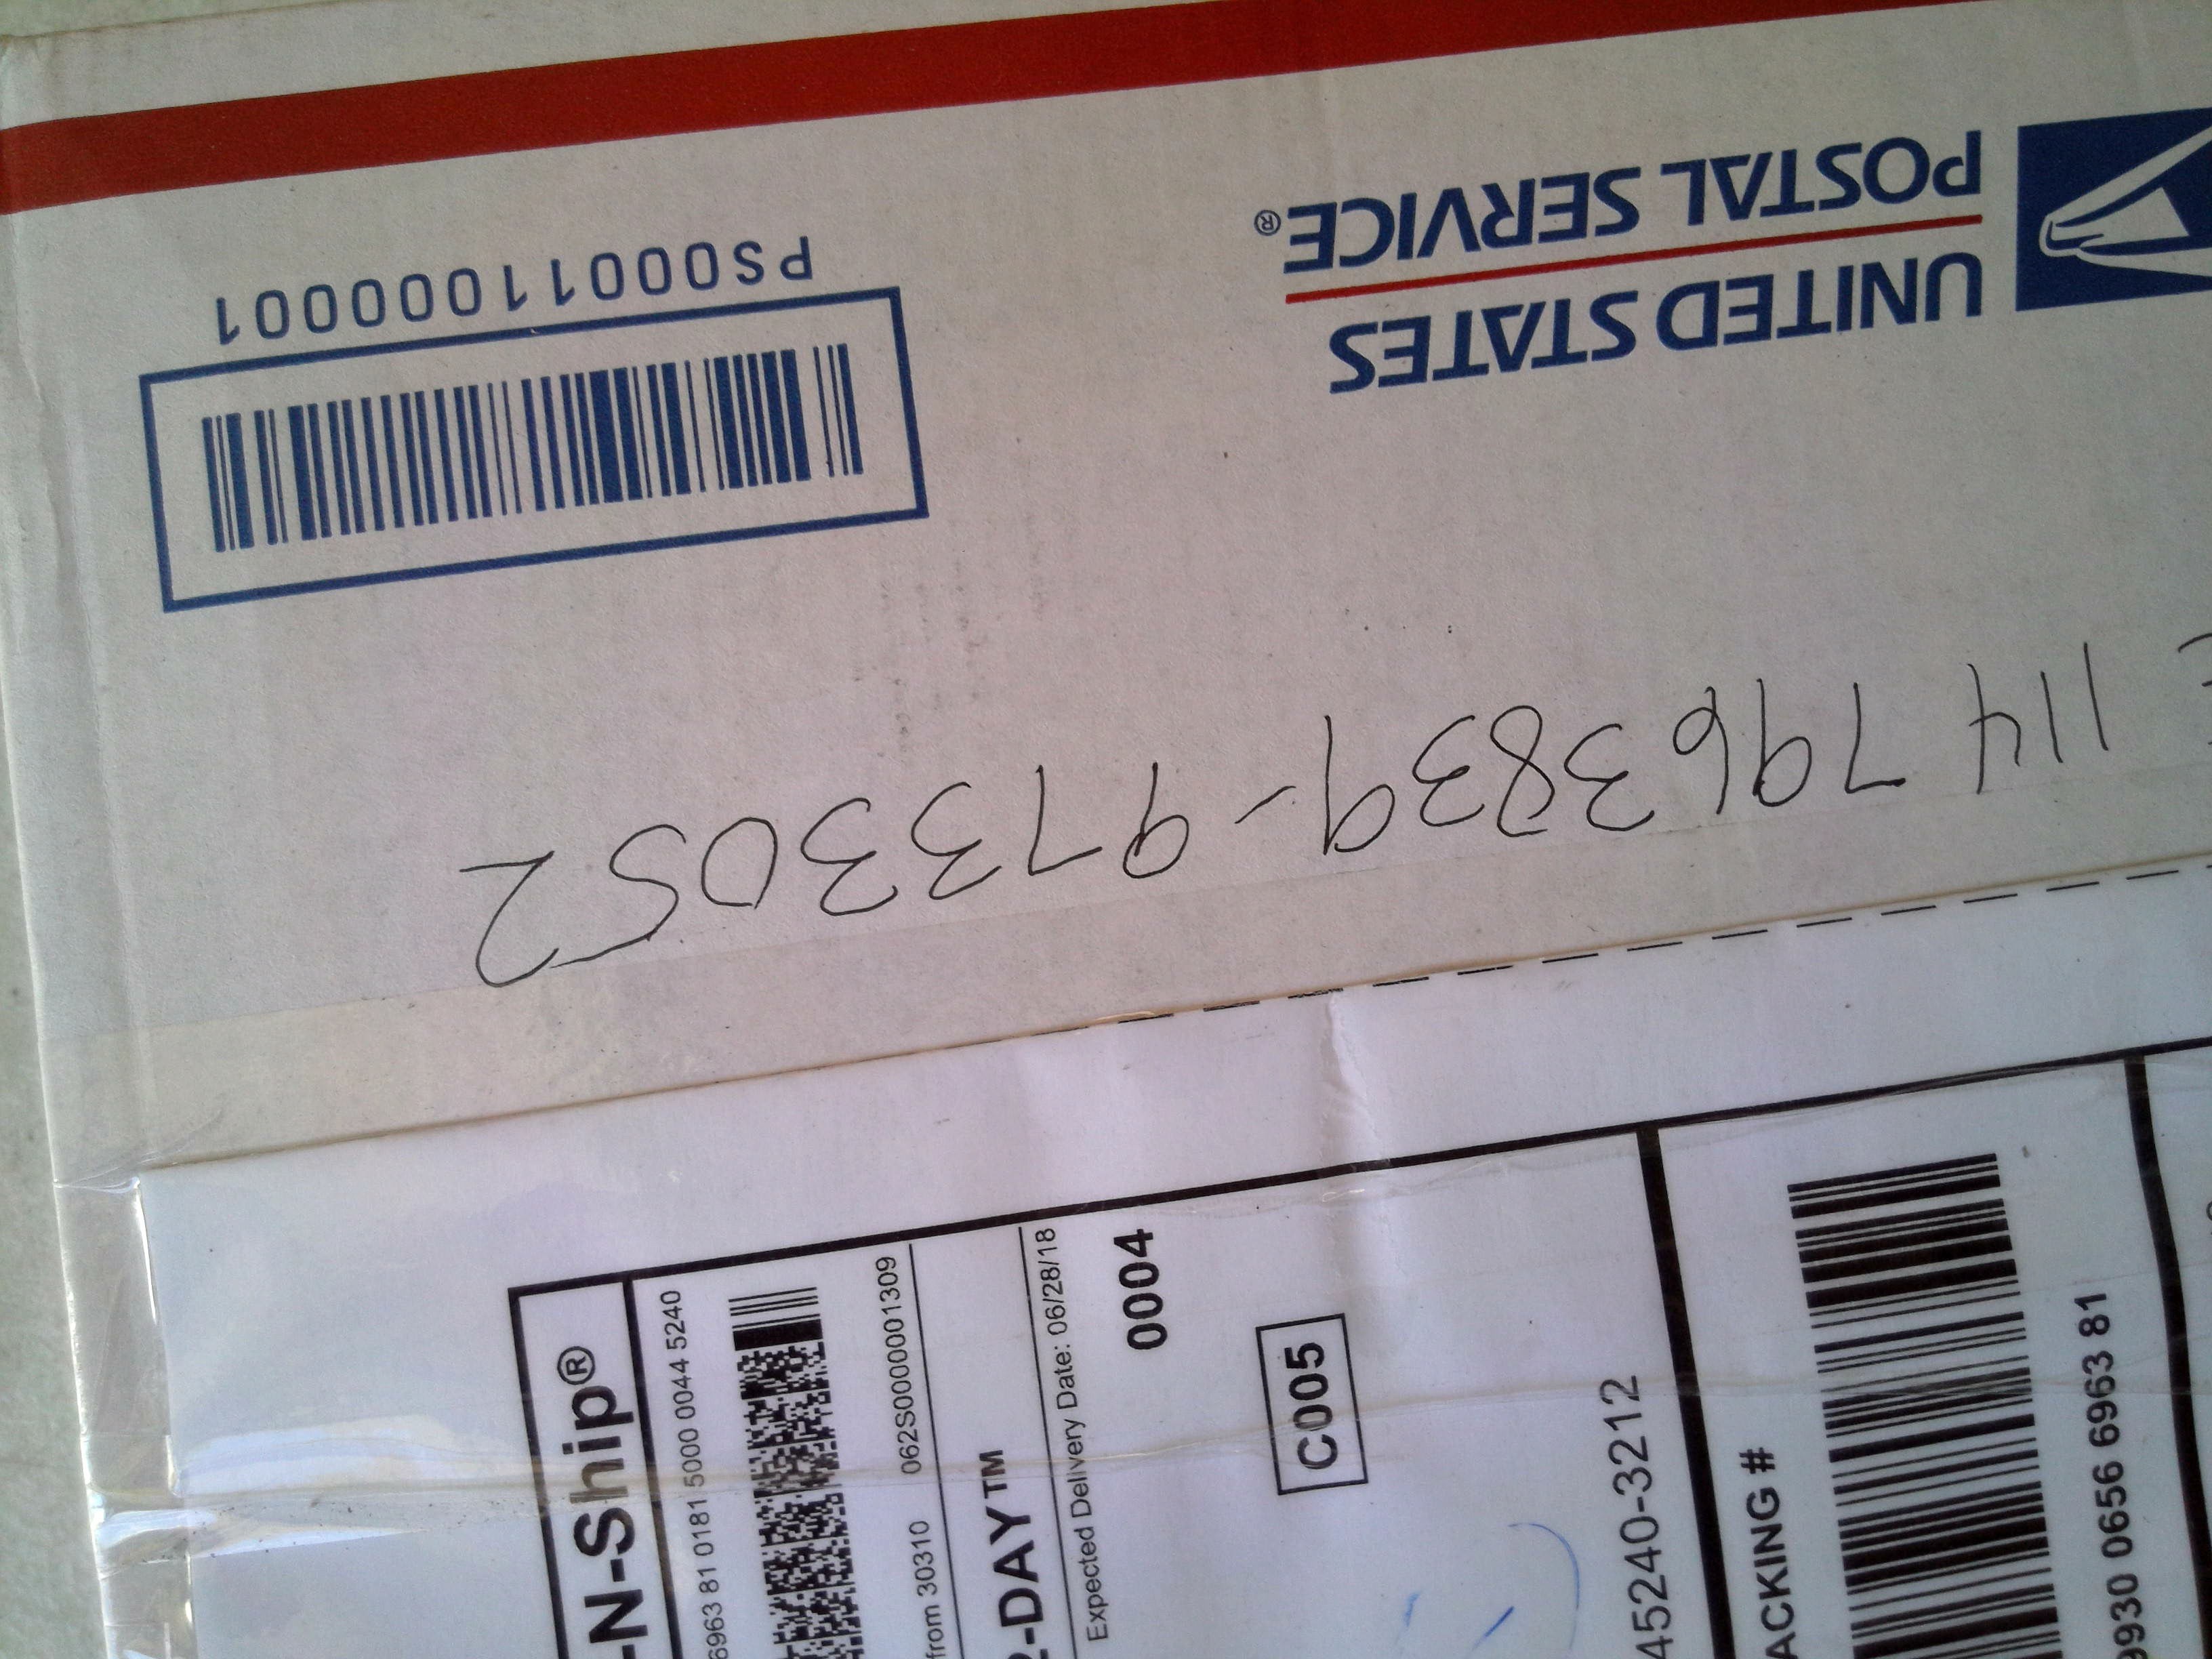 UNITED STATES
POSTAL SERVICE®
PS00011000001
114 7963839-9733052
-N-Ship®
6963 81 0181 5000 0044 5240
from 30310 062S0000001309
2-DAY™
Expected Delivery Date: 06/28/18
0004
C005
45240-3212
ACKING #
9930 0656 6963 81